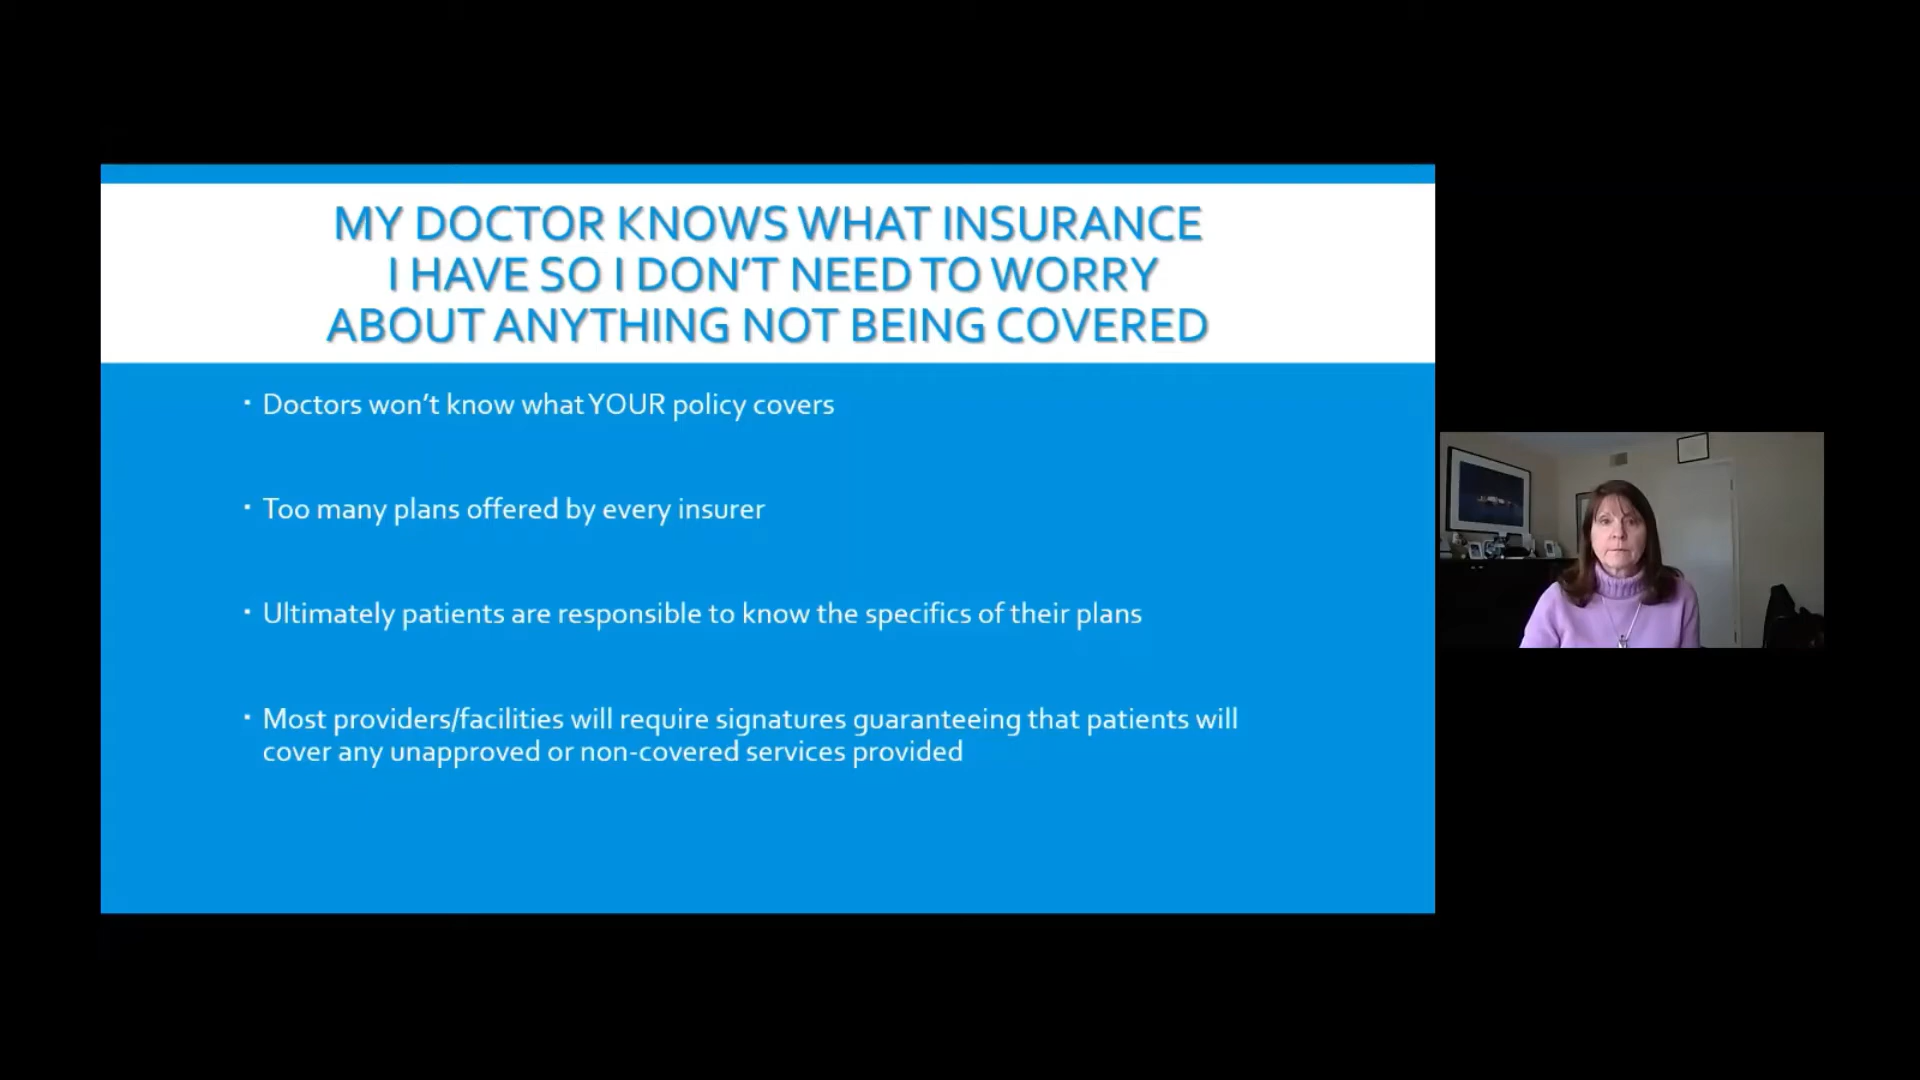 MY DOCTOR KNOWS WHAT INSURANCE
I HAVE SO I DON'T NEED TO WORRY
ABOUT ANYTHING NOT BEING COVERED
▪ Doctors won't know what YOUR policy covers
▪ Too many plans offered by every insurer
▪ Ultimately patients are responsible to know the specifics of their plans
▪ Most providers/facilities will require signatures guaranteeing that patients will
cover any unapproved or non-covered services provided